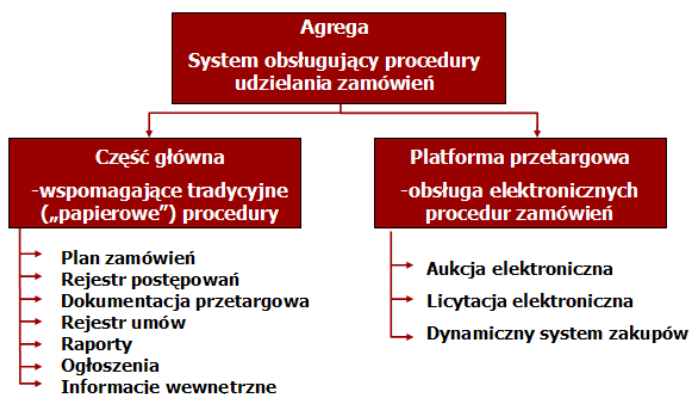 Agrega
System obsługujący procedury
udzielania zamówień
Część główna
-wspomagające tradycyjne
(„papierowe”) procedury
Platforma przetargowa
-obsługa elektronicznych
procedur zamówień
Plan zamówień
Rejestr postępowań
Dokumentacja przetargowa
Rejestr umów
Raporty
Ogłoszenia
Informacje wewnetrzne
Aukcja elektroniczna
Licytacja elektroniczna
Dynamiczny system zakupów